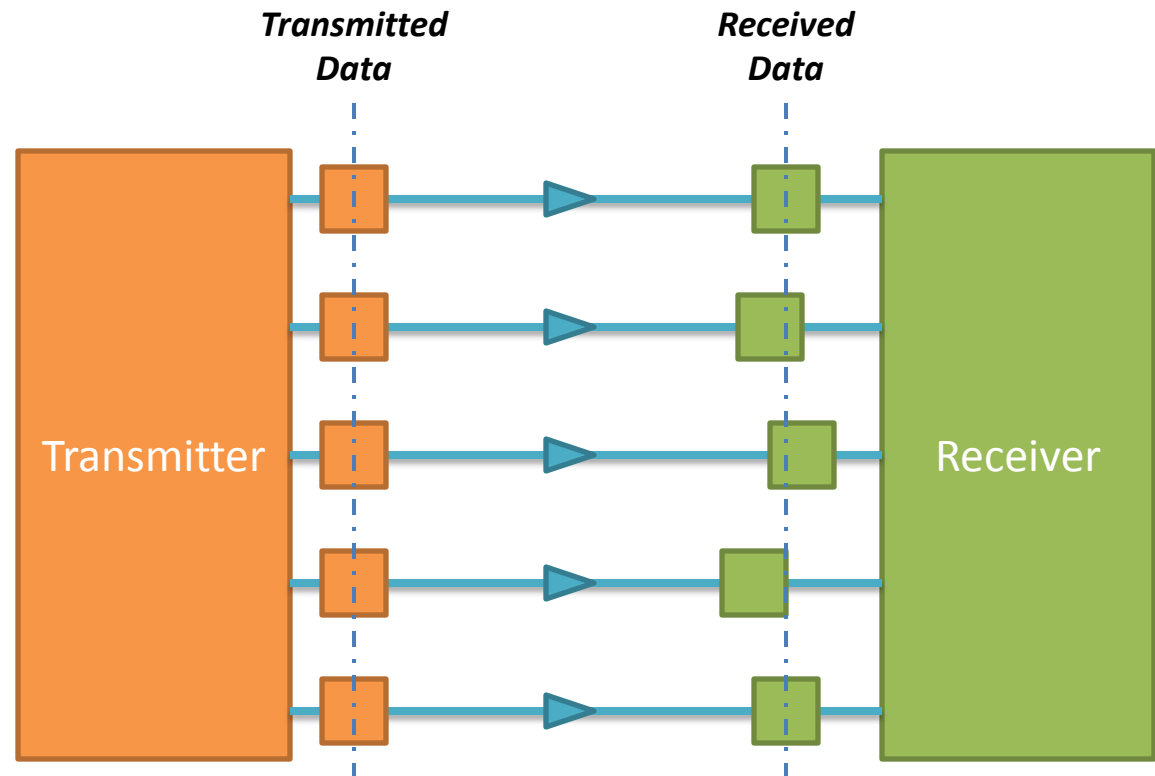 Transmitted
Data
Received
Data
Transmitter
Receiver